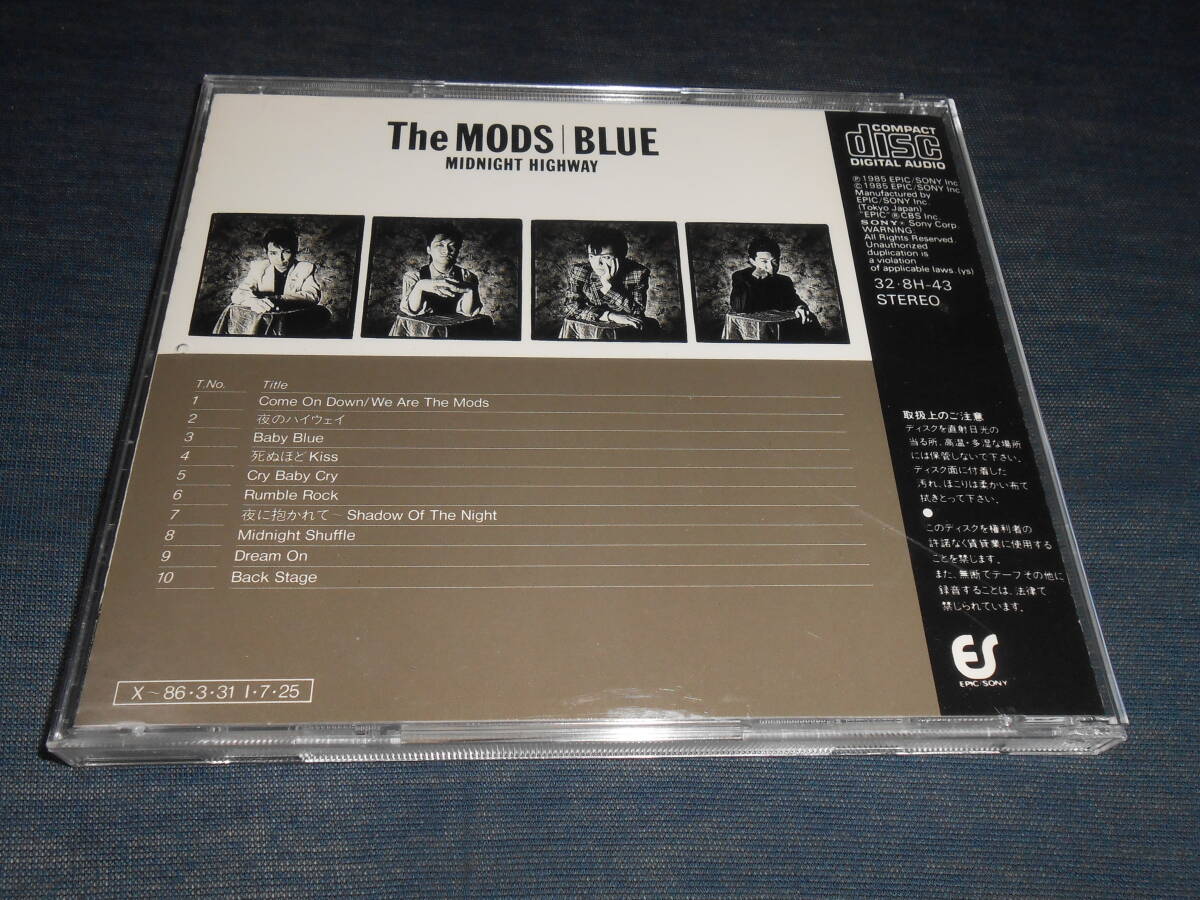 The MODS | BLUE
MIDNIGHT HIGHWAY
T.No. Title
1 Come On Down/We Are The Mods
2 夜のハイウェイ
3 Baby Blue
4 死ぬほどKiss
5 Cry Baby Cry
6 Rumble Rock
7 夜に抱かれて～Shadow Of The Night
8 Midnight Shuffle
9 Dream On
10 Back Stage
X～86・3・31 I・7・25
COMPACT
disc
DIGITAL AUDIO
℗1985 EPIC/SONY Inc.
©1985 EPIC/SONY Inc.
Manufactured by
EPIC/SONY Inc.
(Tokyo Japan)
"EPIC" ®CBS Inc.
SONY ® Sony Corp.
WARNING:
All Rights Reserved.
Unauthorized
duplication is
a violation
of applicable laws. (ys)
32・8H-43
STEREO
取扱上のご注意
ディスクを直射日光の
当る所、高温・多湿な場所
には保管しないで下さい。
ディスク面に付着した
汚れ、ほこりは柔かい布で
拭きとって下さい。
●
このディスクを権利者の
許諾なく賃貸業に使用する
ことを禁じます。
また、無断でテープその他に
録音することは、法律で
禁じられています。
ES
EPIC/SONY